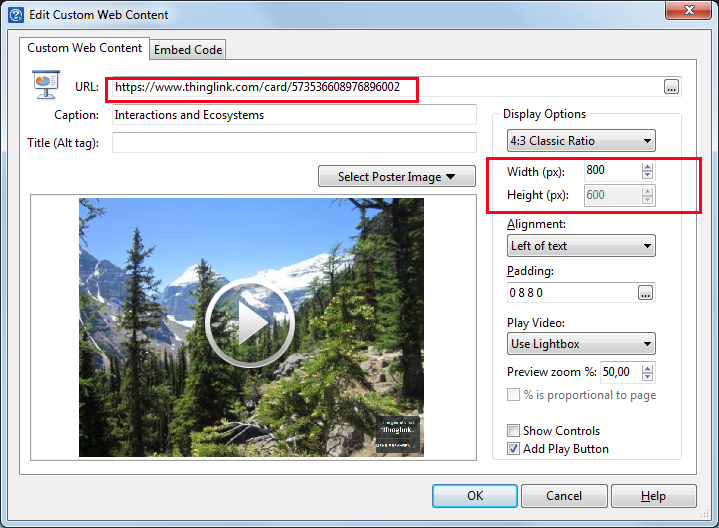 Edit Custom Web Content
Custom Web Content
Embed Code
URL:
https://www.thinglink.com/card/573536608976896002
...
Caption:
Interactions and Ecosystems
Title (Alt tag):
Select Poster Image
Display Options
4:3 Classic Ratio
Width (px):
800
Height (px):
600
Alignment:
Left of text
Padding:
0 8 8 0
...
Play Video:
Use Lightbox
Preview zoom %:
50,00
% is proportional to page
Show Controls
Add Play Button
thinglink..
OK
Cancel
Help